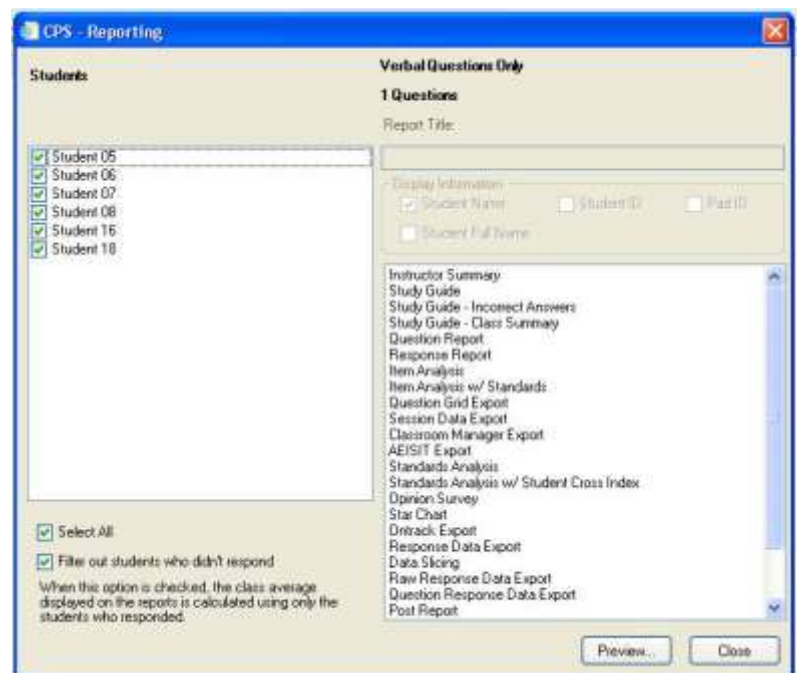 CPS - Reporting
Students
Verbal Questions Only
1 Questions
Report Title:
Student 05
Student 06
Student 07
Student 08
Student 16
Student 18
Display Information
Student Name
Student ID
Pad ID
Student Full Name
Instructor Summary
Study Guide
Study Guide - Incorrect Answers
Study Guide - Class Summary
Question Report
Response Report
Item Analysis
Item Analysis w/ Standards
Question Grid Export
Session Data Export
Classroom Manager Export
AEISIT Export
Standards Analysis
Standards Analysis w/ Student Cross Index
Opinion Survey
Star Chart
Ontrack Export
Response Data Export
Data Slicing
Raw Response Data Export
Question Response Data Export
Post Report
Select All
Filter out students who didn't respond
When this option is checked, the class average
displayed on the reports is calculated using only the
students who responded.
Preview...
Close